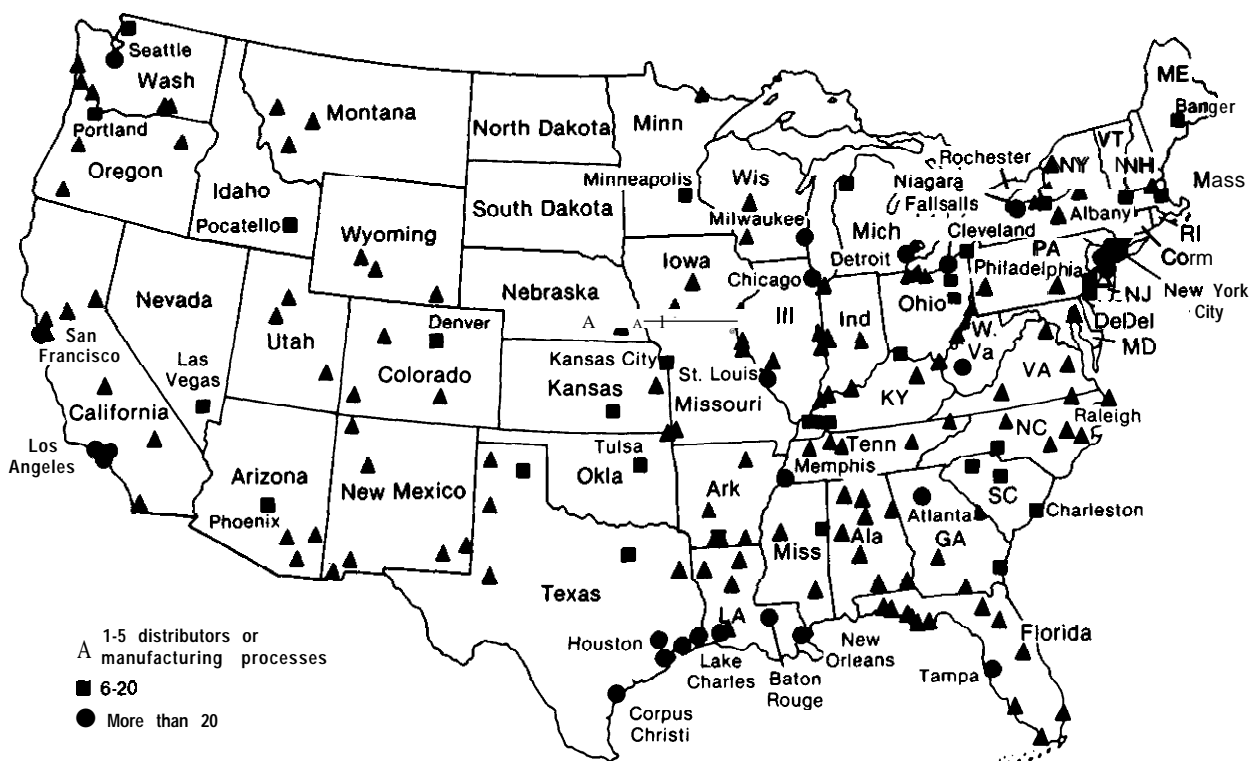 Seattle
Wash
Portland
Oregon
Montana
Idaho
Pocatello
Wyoming
North Dakota
South Dakota
Nebraska
Minn
Minneapolis
Wis
Milwaukee
Iowa
Chicago
Mich
Detroit
Rochester
Niagara
Fallsalls
Cleveland
NY
Albany
VT
NH
ME
Banger
Mass
RI
Corm
PA
Philadelphia
NJ
New York
City
DeDel
MD
Nevada
Utah
Denver
Colorado
San
Francisco
Las
Vegas
California
Los
Angeles
Arizona
Phoenix
New Mexico
A A 1
Kansas City
Kansas
St. Louis
Missouri
Ill
Ind
Ohio
W.
Va
VA
KY
Tulsa
Okla
Ark
Tenn
Memphis
NC
Raleigh
SC
Charleston
Atlanta
GA
Ala
Miss
LA
Texas
Houston
Lake
Charles
Baton
Rouge
New
Orleans
Corpus
Christi
Florida
Tampa
A 1-5 distributors or
A manufacturing processes
6-20
More than 20